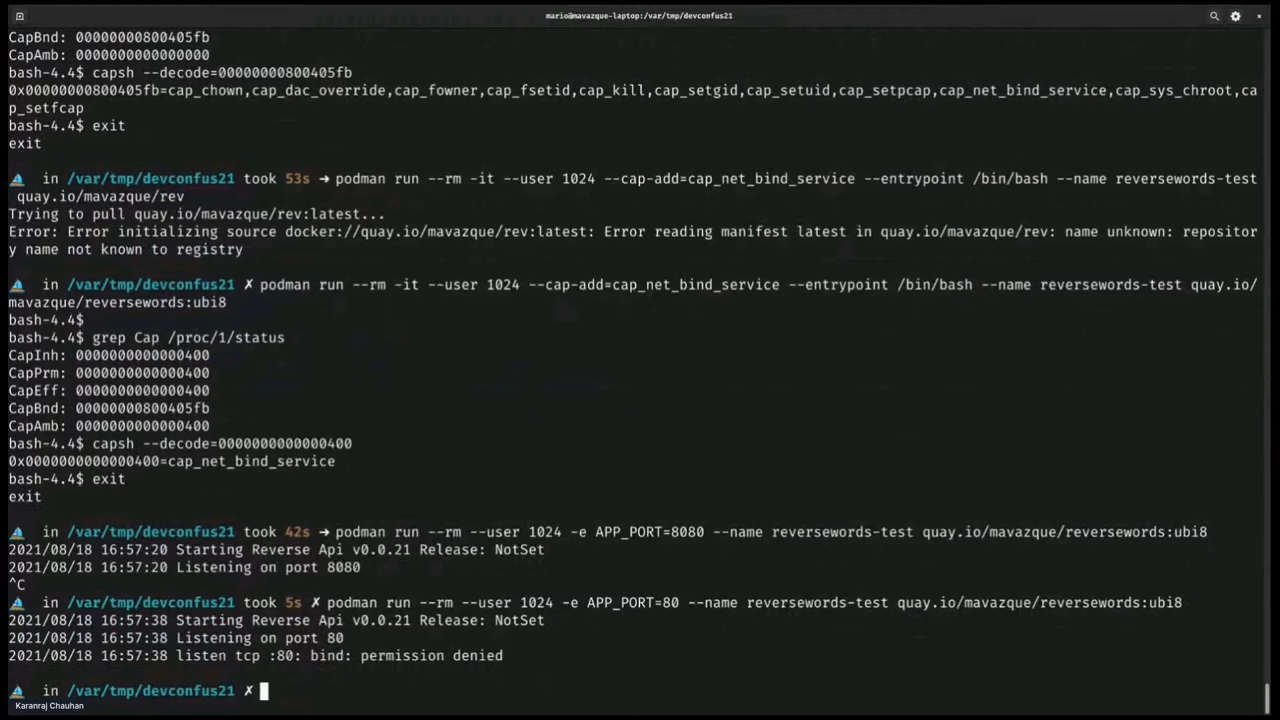 mario@mavazque-laptop:/var/tmp/devconfus21
CapBnd: 00000000800405fb
CapAmb: 0000000000000000
bash-4.4$ capsh --decode=00000000800405fb
0x00000000800405fb=cap_chown,cap_dac_override,cap_fowner,cap_fsetid,cap_kill,cap_setgid,cap_setuid,cap_setpcap,cap_net_bind_service,cap_sys_chroot,ca
p_setfcap
bash-4.4$ exit
exit
in /var/tmp/devconfus21 took 53s ➜ podman run --rm -it --user 1024 --cap-add=cap_net_bind_service --entrypoint /bin/bash --name reversewords-test
quay.io/mavazque/rev
Trying to pull quay.io/mavazque/rev:latest...
Error: Error initializing source docker://quay.io/mavazque/rev:latest: Error reading manifest latest in quay.io/mavazque/rev: name unknown: repositor
y name not known to registry
in /var/tmp/devconfus21 ✗ podman run --rm -it --user 1024 --cap-add=cap_net_bind_service --entrypoint /bin/bash --name reversewords-test quay.io/
mavazque/reversewords:ubi8
bash-4.4$
bash-4.4$ grep Cap /proc/1/status
CapInh: 0000000000000400
CapPrm: 0000000000000400
CapEff: 0000000000000400
CapBnd: 00000000800405fb
CapAmb: 0000000000000400
bash-4.4$ capsh --decode=0000000000000400
0x0000000000000400=cap_net_bind_service
bash-4.4$ exit
exit
in /var/tmp/devconfus21 took 42s ➜ podman run --rm --user 1024 -e APP_PORT=8080 --name reversewords-test quay.io/mavazque/reversewords:ubi8
2021/08/18 16:57:20 Starting Reverse Api v0.0.21 Release: NotSet
2021/08/18 16:57:20 Listening on port 8080
^C
in /var/tmp/devconfus21 took 5s ✗ podman run --rm --user 1024 -e APP_PORT=80 --name reversewords-test quay.io/mavazque/reversewords:ubi8
2021/08/18 16:57:38 Starting Reverse Api v0.0.21 Release: NotSet
2021/08/18 16:57:38 Listening on port 80
2021/08/18 16:57:38 listen tcp :80: bind: permission denied
in /var/tmp/devconfus21 ✗
Karanraj Chauhan